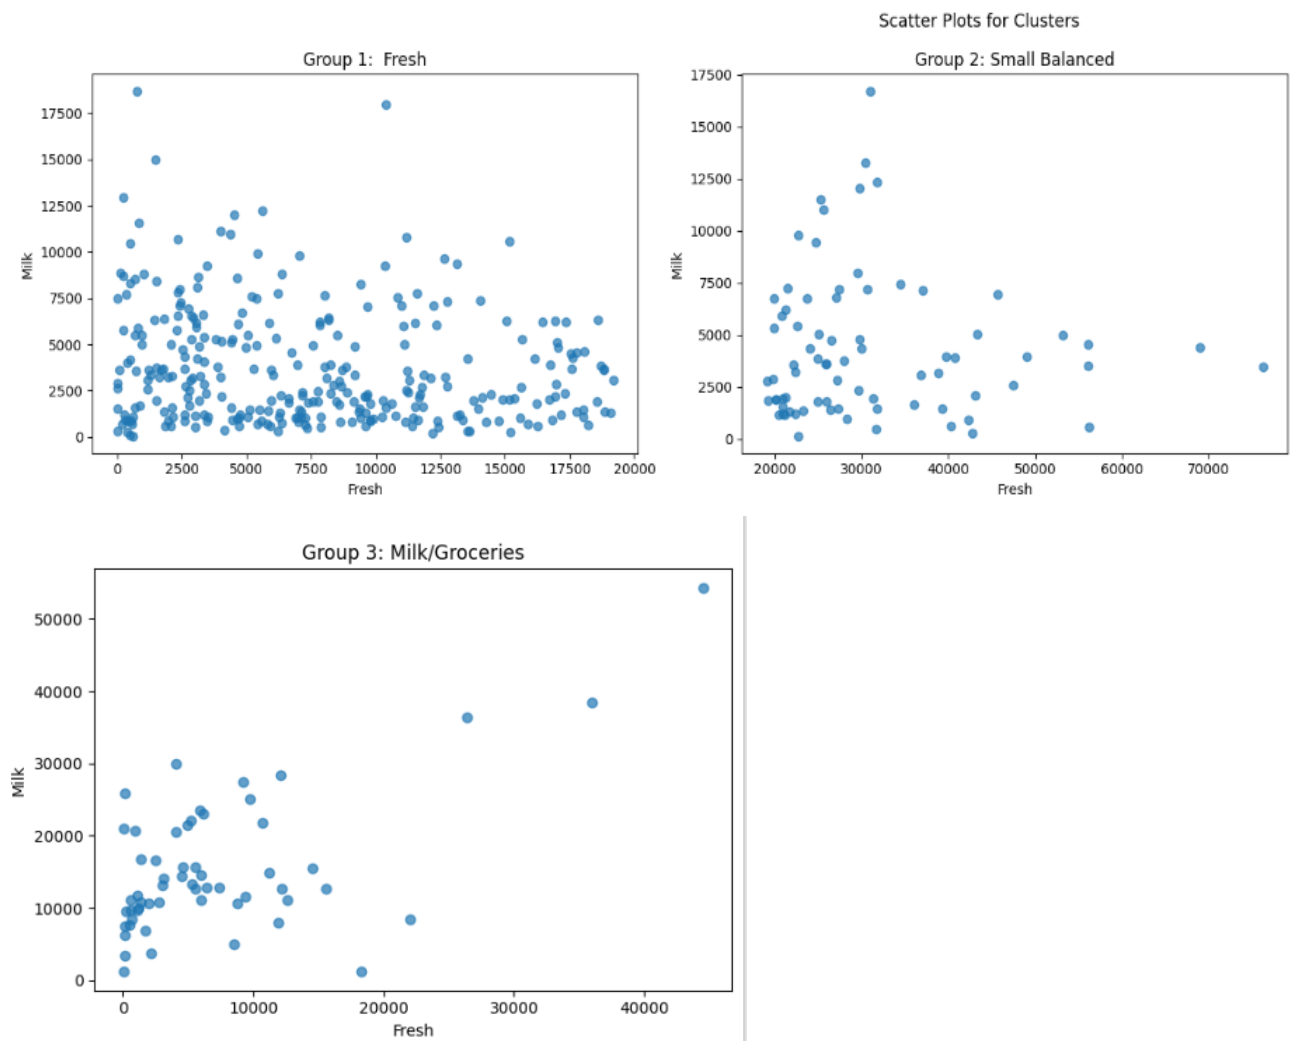 Scatter Plots for Clusters
Group 1:  Fresh
17500
15000
12500
10000
7500
5000
2500
0
Milk
0 2500 5000 7500 10000 12500 15000 17500 20000
Fresh
Group 2: Small Balanced
17500
15000
12500
10000
7500
5000
2500
0
Milk
20000 30000 40000 50000 60000 70000
Fresh
Group 3: Milk/Groceries
50000
40000
30000
20000
10000
0
Milk
0 10000 20000 30000 40000
Fresh